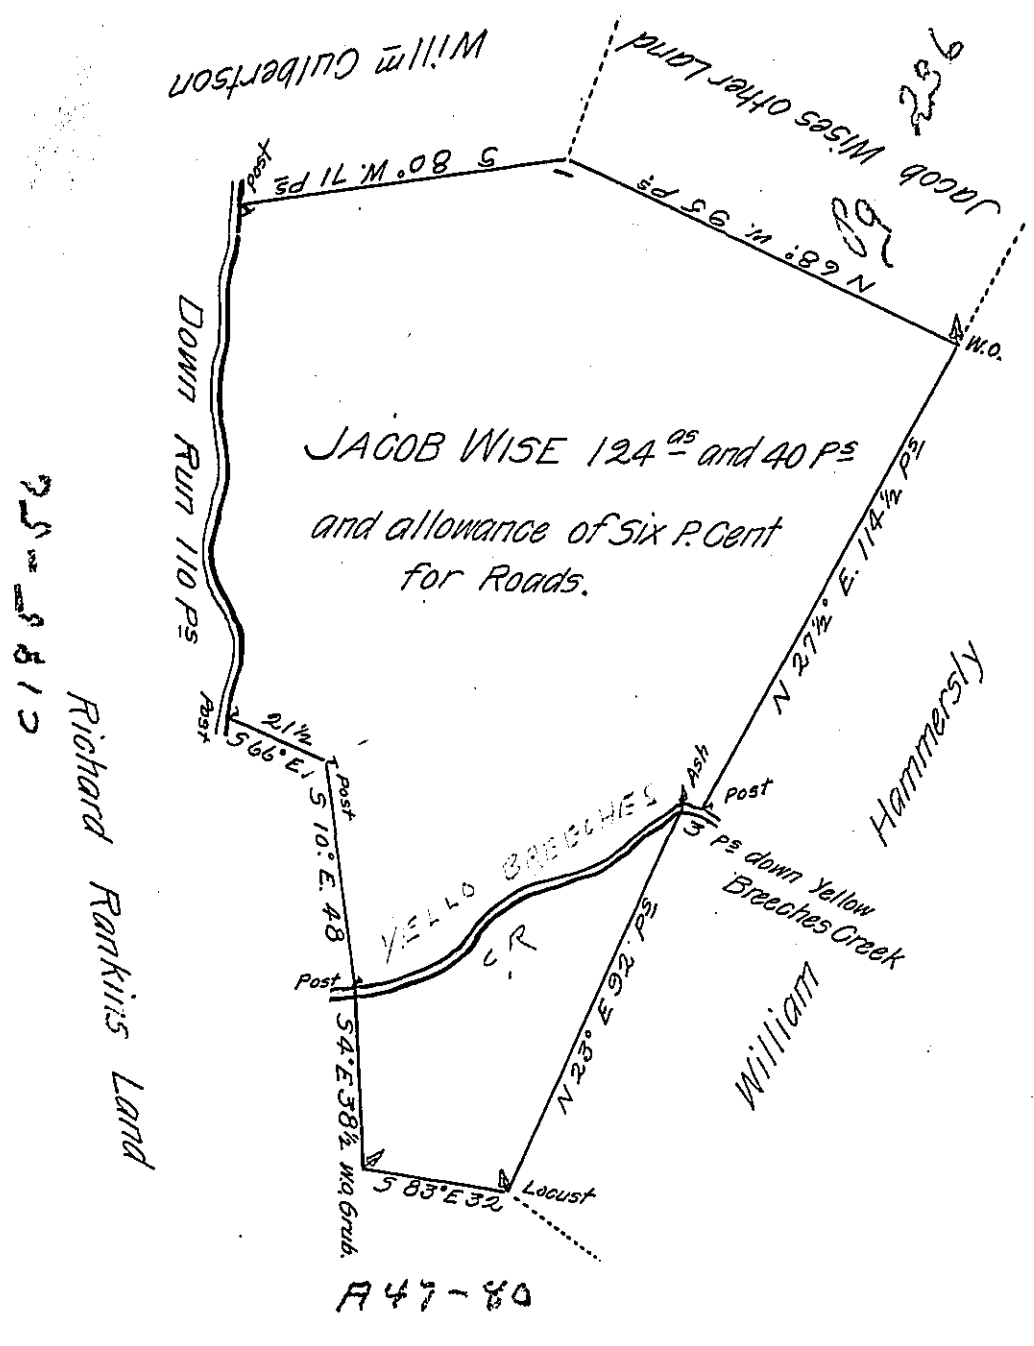 Willm Culbertson
Jacob Wises other Land
236
S 80° W. 71 Ps
Post
N 68° W. 95 Ps
W.O.
Down Run 110 Ps
JACOB WISE 124 as and 40 Ps
and allowance of Six P. Cent
for Roads.
N 27½° E. 114½ Ps
Hammersly
William
Richard Rankins Land
Post
21½
S 66° E.
Post
S 10° E. 48
YELLO BREECHES
CR
Ash
Post
3 Ps down Yellow
Breeches Creek
Post
S 4° E 38½ W.O. Grub.
N 23° E 92 Ps
S 83° E 32
Locust
A47-80